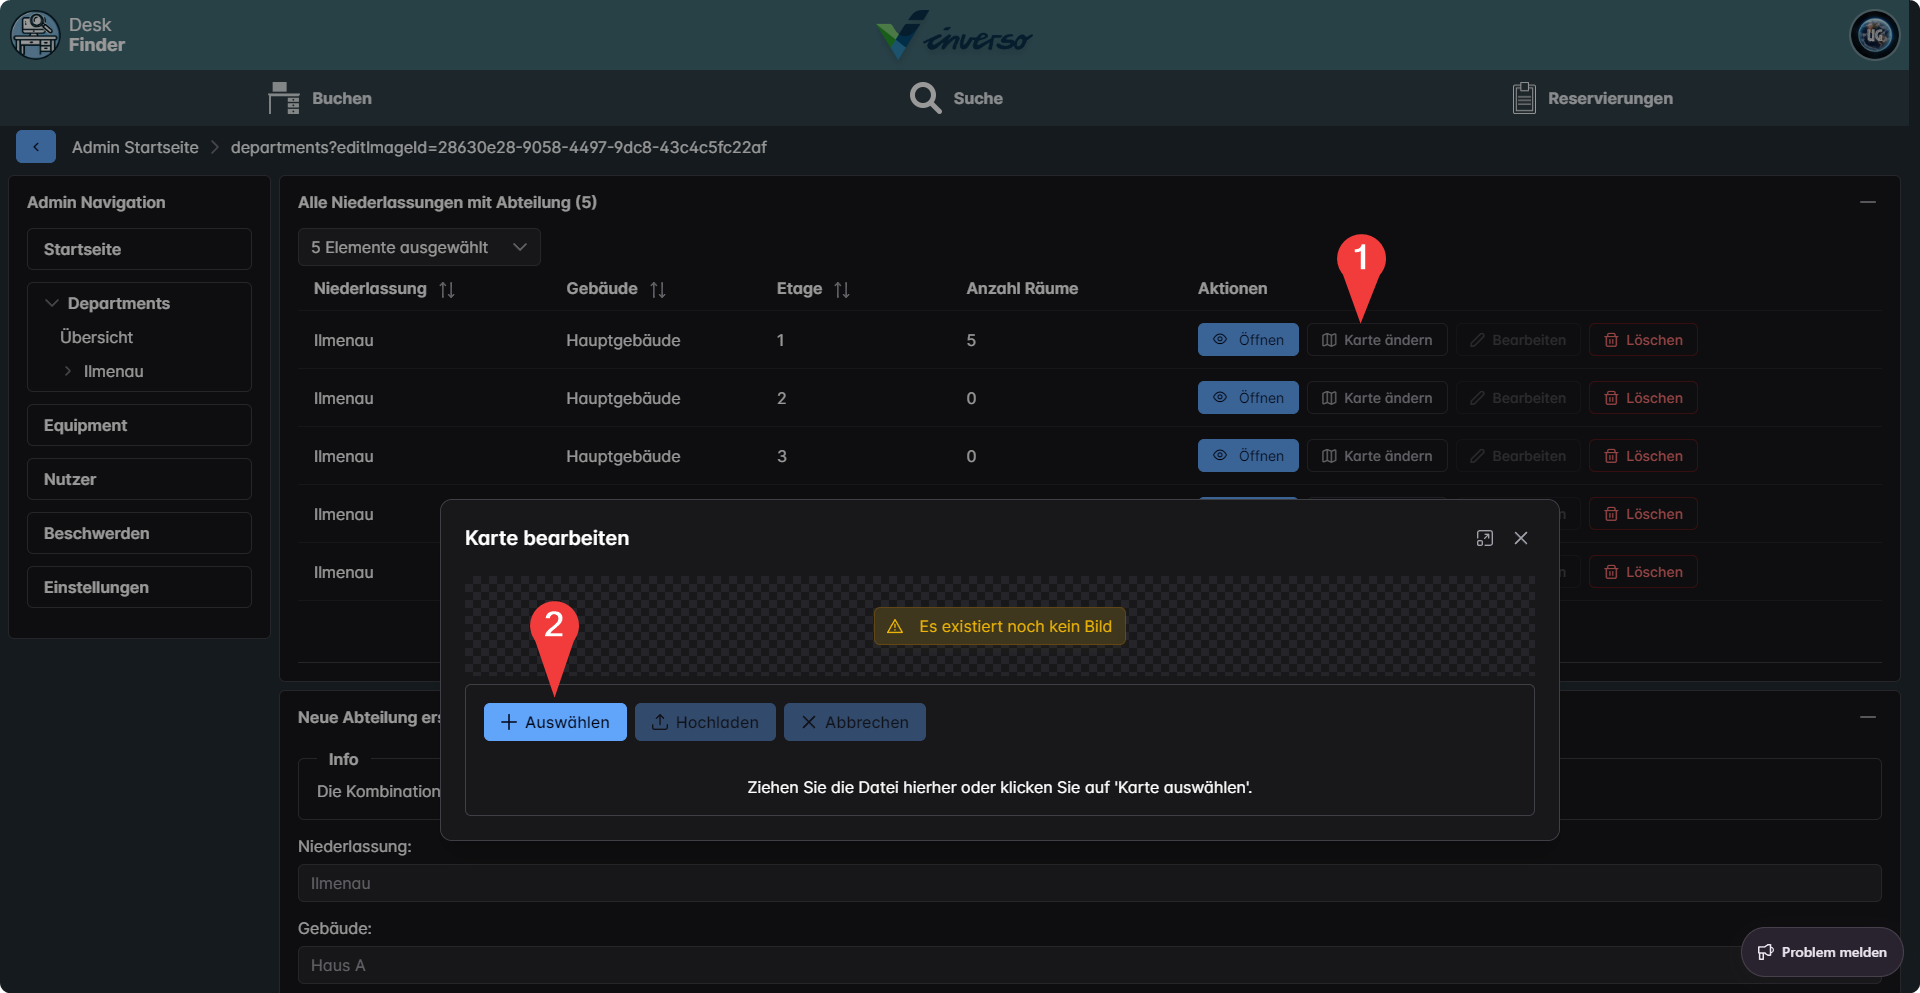 Desk
Finder
inverso
UG
Buchen
Suche
Reservierungen
Admin Startseite
departments?editImageId=28630e28-9058-4497-9dc8-43c4c5fc22af
Admin Navigation
Startseite
Departments
Übersicht
Ilmenau
Equipment
Nutzer
Beschwerden
Einstellungen
Alle Niederlassungen mit Abteilung (5)
5 Elemente ausgewählt
Niederlassung Gebäude Etage Anzahl Räume Aktionen
1
Ilmenau Hauptgebäude 1 5 Öffnen Karte ändern Bearbeiten Löschen
Ilmenau Hauptgebäude 2 0 Öffnen Karte ändern Bearbeiten Löschen
Ilmenau Hauptgebäude 3 0 Öffnen Karte ändern Bearbeiten Löschen
Ilmenau n Löschen
Ilmenau n Löschen
Karte bearbeiten
Es existiert noch kein Bild
2
Auswählen Hochladen Abbrechen
Ziehen Sie die Datei hierher oder klicken Sie auf 'Karte auswählen'.
Neue Abteilung ers
Info
Die Kombination
Niederlassung:
Ilmenau
Gebäude:
Haus A
Problem melden